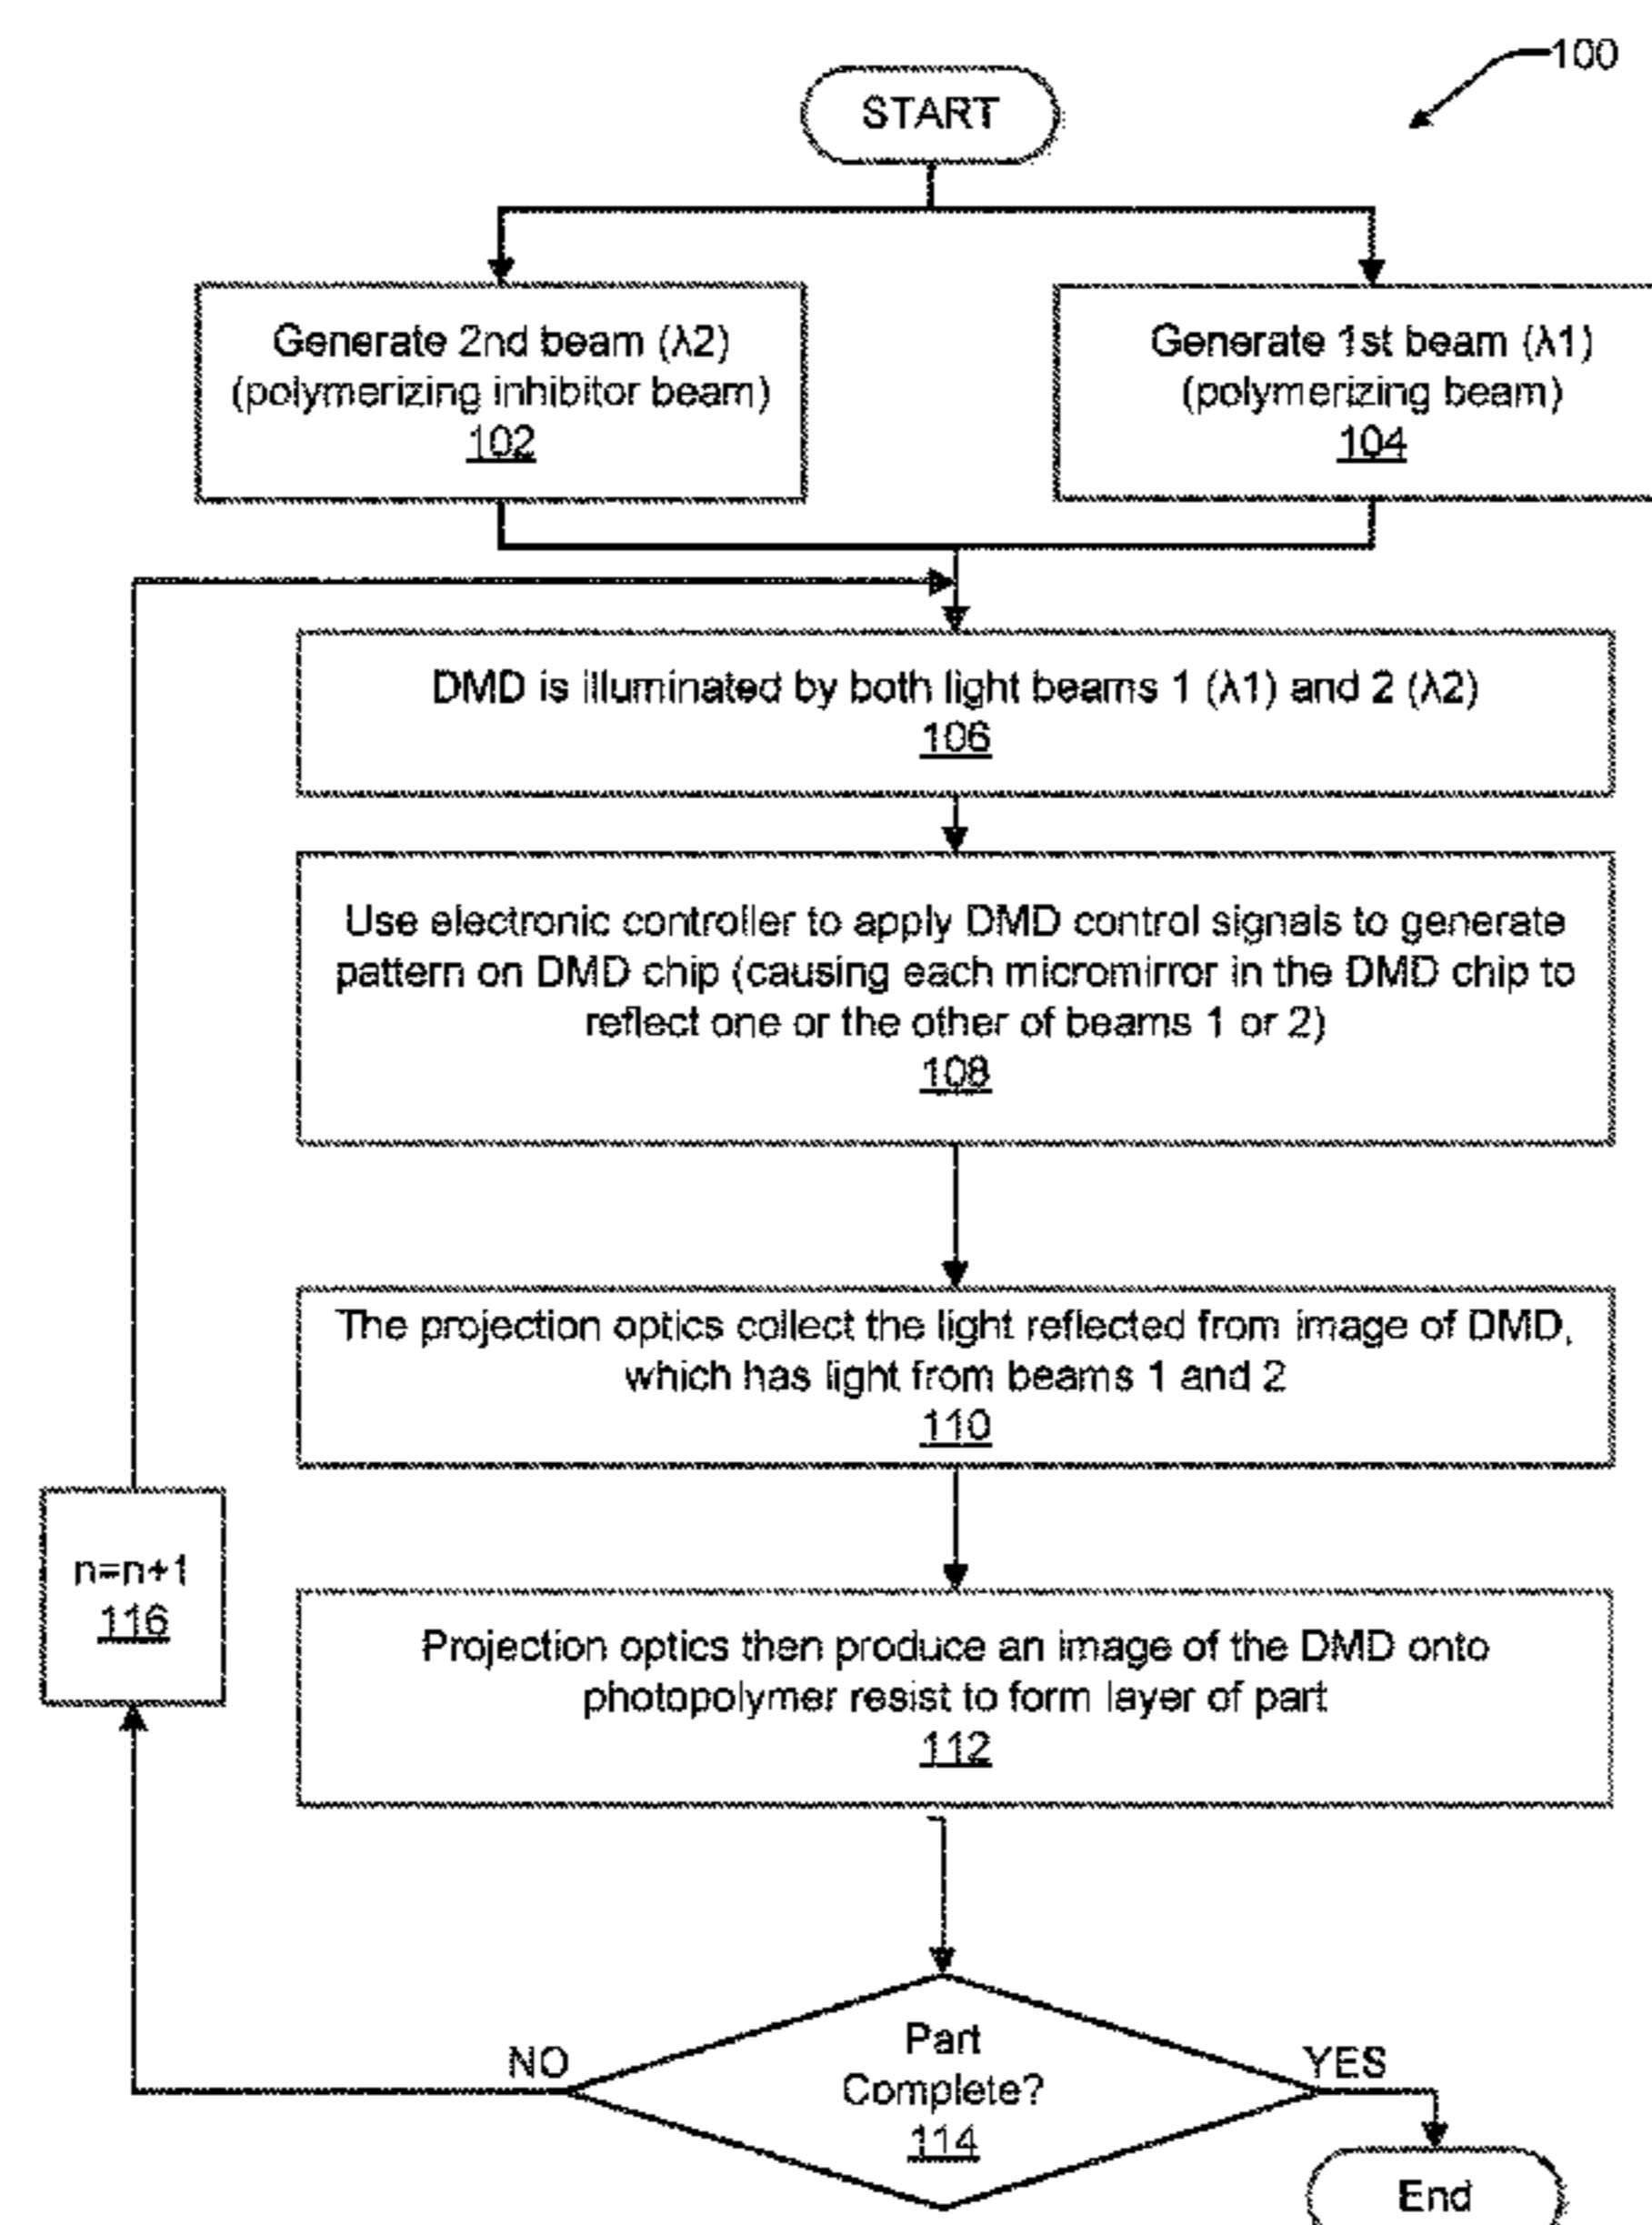 100
START
Generate 2nd beam (λ2)
(polymerizing inhibitor beam)
102
Generate 1st beam (λ1)
(polymerizing beam)
104
DMD is illuminated by both light beams 1 (λ1) and 2 (λ2)
106
Use electronic controller to apply DMD control signals to generate
pattern on DMD chip (causing each micromirror in the DMD chip to
reflect one or the other of beams 1 or 2)
108
The projection optics collect the light reflected from image of DMD,
which has light from beams 1 and 2
110
n=n+1
116
Projection optics then produce an image of the DMD onto
photopolymer resist to form layer of part
112
NO
Part
Complete?
114
YES
End